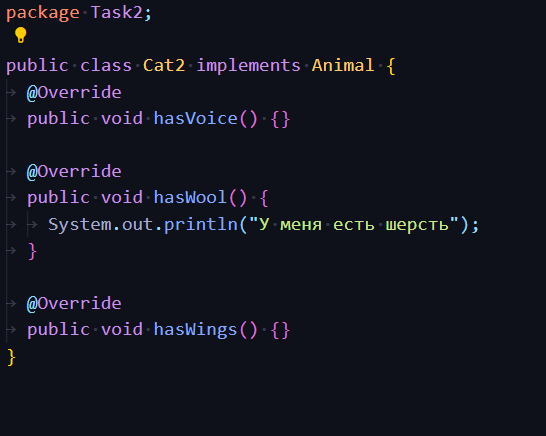 package Task2;
public class Cat2 implements Animal {
@Override
public void hasVoice() {}
@Override
public void hasWool() {
System.out.println("У меня есть шерсть");
}
@Override
public void hasWings() {}
}